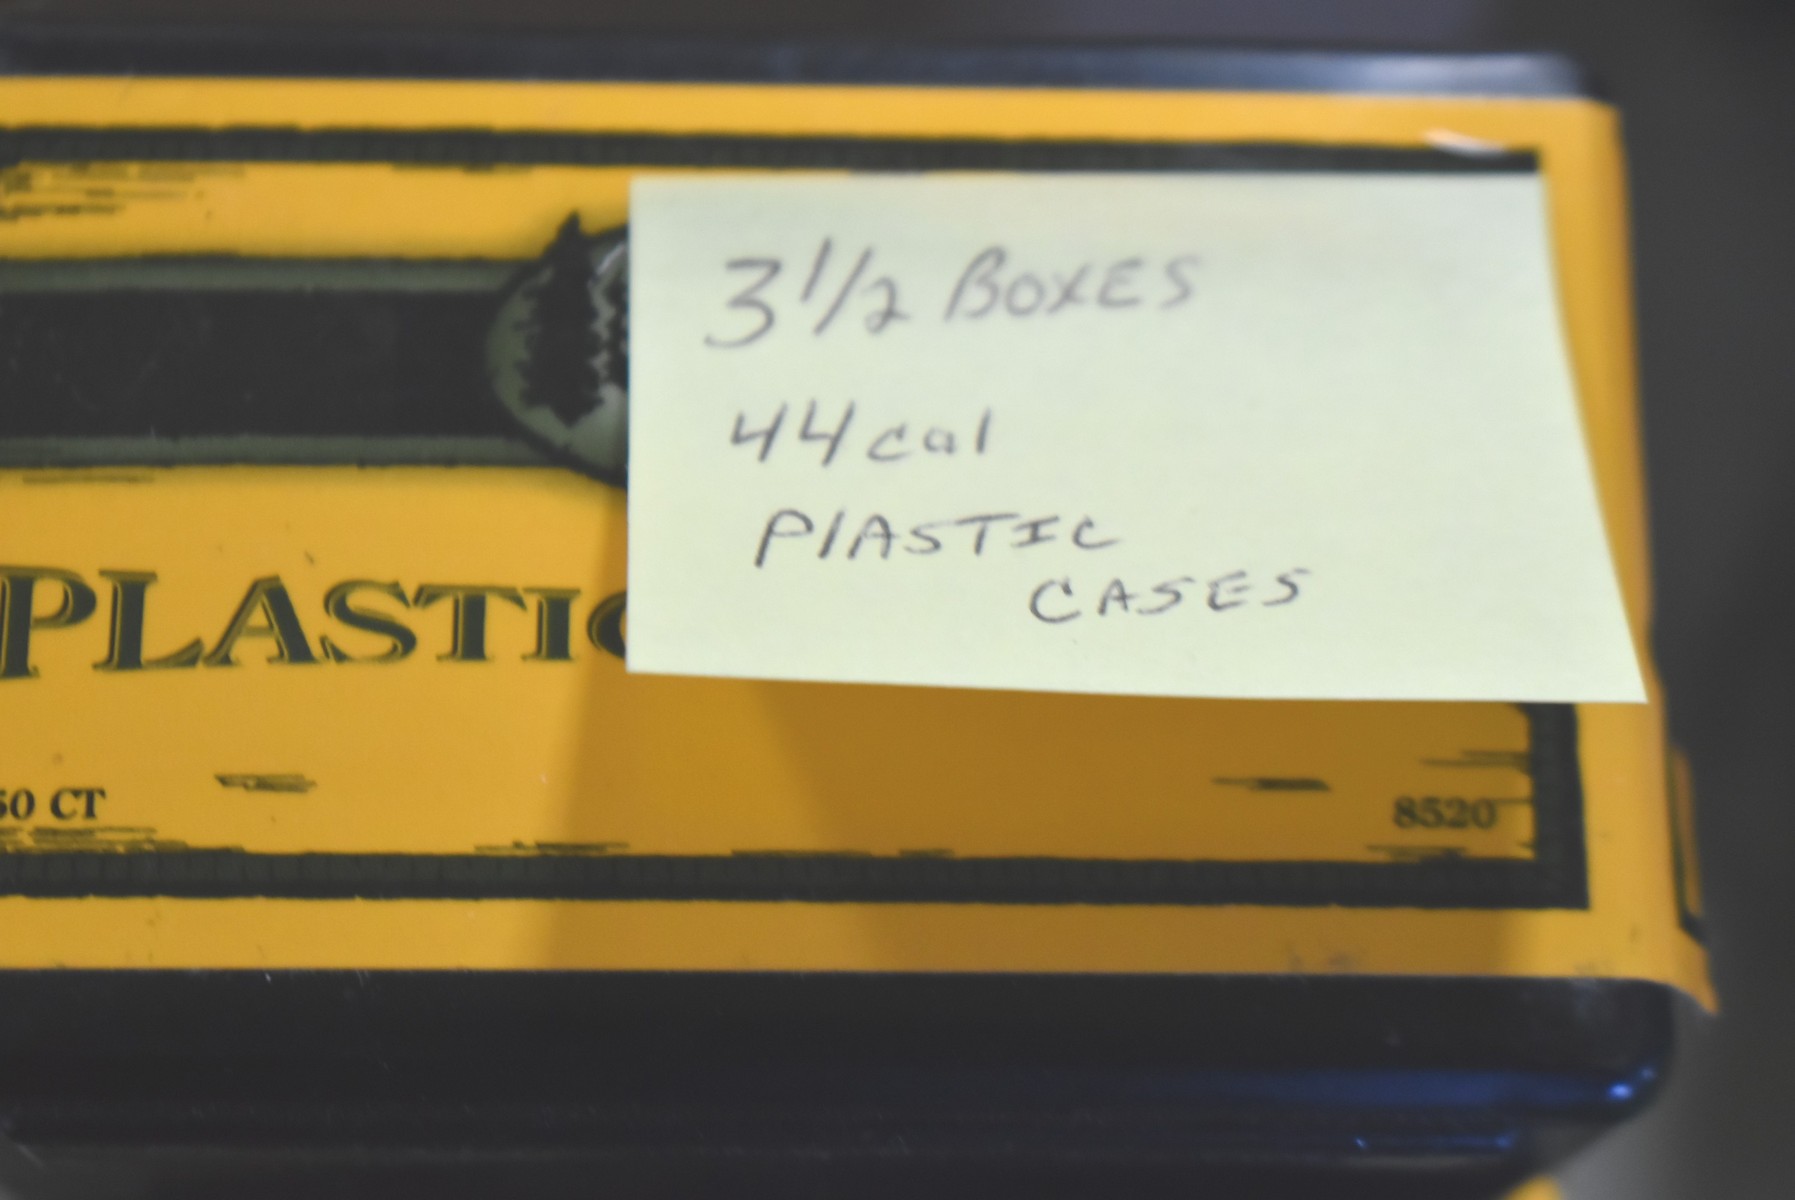 3 1/2 BOXES
44 cal
PLASTIC
CASES
PLASTIC
50 CT
8520